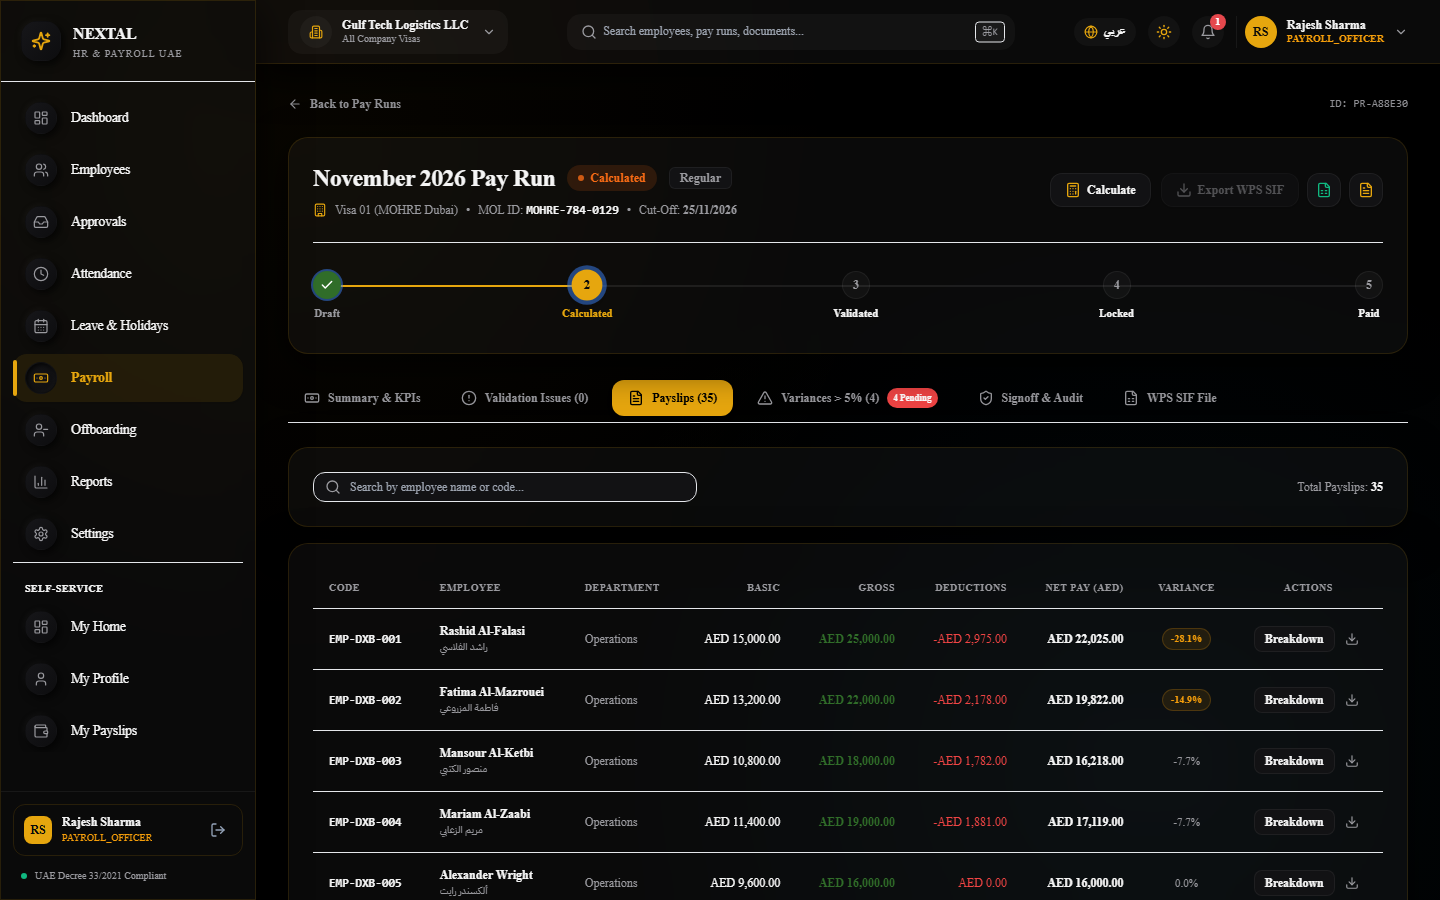 NEXTAL
HR & PAYROLL UAE
Gulf Tech Logistics LLC
All Company Visas
Search employees, pay runs, documents...
⌘K
عربي
1
RS
Rajesh Sharma
PAYROLL_OFFICER
Dashboard
Employees
Approvals
Attendance
Leave & Holidays
Payroll
Offboarding
Reports
Settings
SELF-SERVICE
My Home
My Profile
My Payslips
RS
Rajesh Sharma
PAYROLL_OFFICER
UAE Decree 33/2021 Compliant
Back to Pay Runs
ID: PR-A88E30
November 2026 Pay Run
Calculated
Regular
Visa 01 (MOHRE Dubai) • MOL ID: MOHRE-784-0129 • Cut-Off: 25/11/2026
Calculate
Export WPS SIF
2
3
4
5
Draft
Calculated
Validated
Locked
Paid
Summary & KPIs
Validation Issues (0)
Payslips (35)
Variances > 5% (4)
4 Pending
Signoff & Audit
WPS SIF File
Search by employee name or code...
Total Payslips: 35
CODE EMPLOYEE DEPARTMENT BASIC GROSS DEDUCTIONS NET PAY (AED) VARIANCE ACTIONS
EMP-DXB-001 Rashid Al-Falasi Operations AED 15,000.00 AED 25,000.00 -AED 2,975.00 AED 22,025.00 -28.1% Breakdown
راشد الفلاسي
EMP-DXB-002 Fatima Al-Mazrouei Operations AED 13,200.00 AED 22,000.00 -AED 2,178.00 AED 19,822.00 -14.9% Breakdown
فاطمة المزروعي
EMP-DXB-003 Mansour Al-Ketbi Operations AED 10,800.00 AED 18,000.00 -AED 1,782.00 AED 16,218.00 -7.7% Breakdown
منصور الكتبي
EMP-DXB-004 Mariam Al-Zaabi Operations AED 11,400.00 AED 19,000.00 -AED 1,881.00 AED 17,119.00 -7.7% Breakdown
مريم الزعابي
EMP-DXB-005 Alexander Wright Operations AED 9,600.00 AED 16,000.00 AED 0.00 AED 16,000.00 0.0% Breakdown
ألكسندر رايت